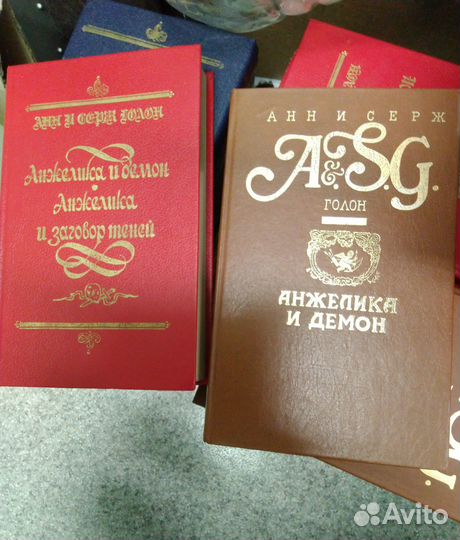 АНН И СЕРЖ ГОЛОН
Анжелика и демон
Анжелика
и заговор теней
АНН И СЕРЖ
A&S.G.
ГОЛОН
АНЖЕЛИКА
И ДЕМОН
Avito